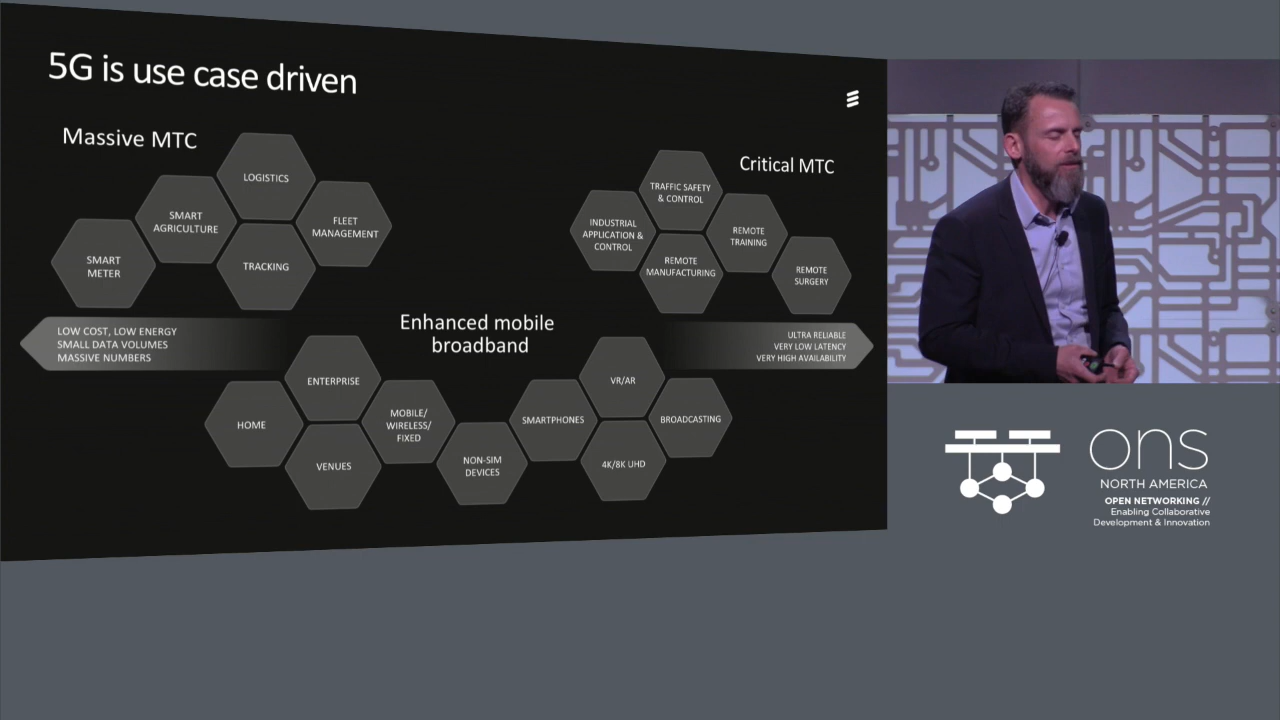 5G is use case driven
Massive MTC
LOGISTICS
SMART
AGRICULTURE
FLEET
MANAGEMENT
SMART
METER
TRACKING
LOW COST, LOW ENERGY
SMALL DATA VOLUMES
MASSIVE NUMBERS
Critical MTC
TRAFFIC SAFETY
& CONTROL
INDUSTRIAL
APPLICATION &
CONTROL
REMOTE
TRAINING
REMOTE
MANUFACTURING
REMOTE
SURGERY
ULTRA RELIABLE
VERY LOW LATENCY
VERY HIGH AVAILABILITY
Enhanced mobile
broadband
ENTERPRISE
HOME
MOBILE/
WIRELESS/
FIXED
VENUES
NON-SIM
DEVICES
SMARTPHONES
VR/AR
BROADCASTING
4K/8K UHD
ons
NORTH AMERICA
OPEN NETWORKING //
Enabling Collaborative
Development & Innovation